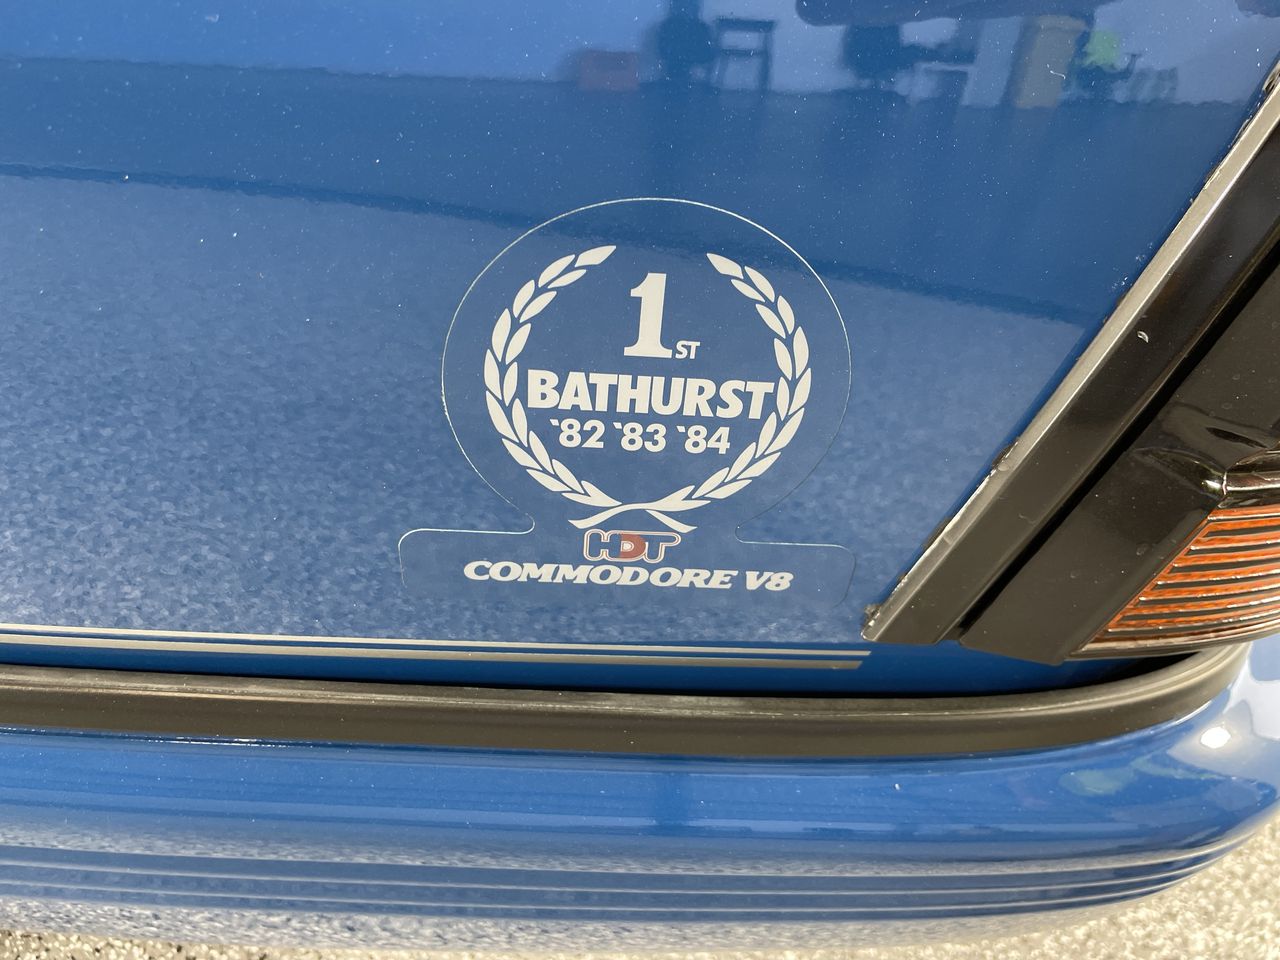 1ST
BATHURST
'82 '83 '84
HDT
COMMODORE V8